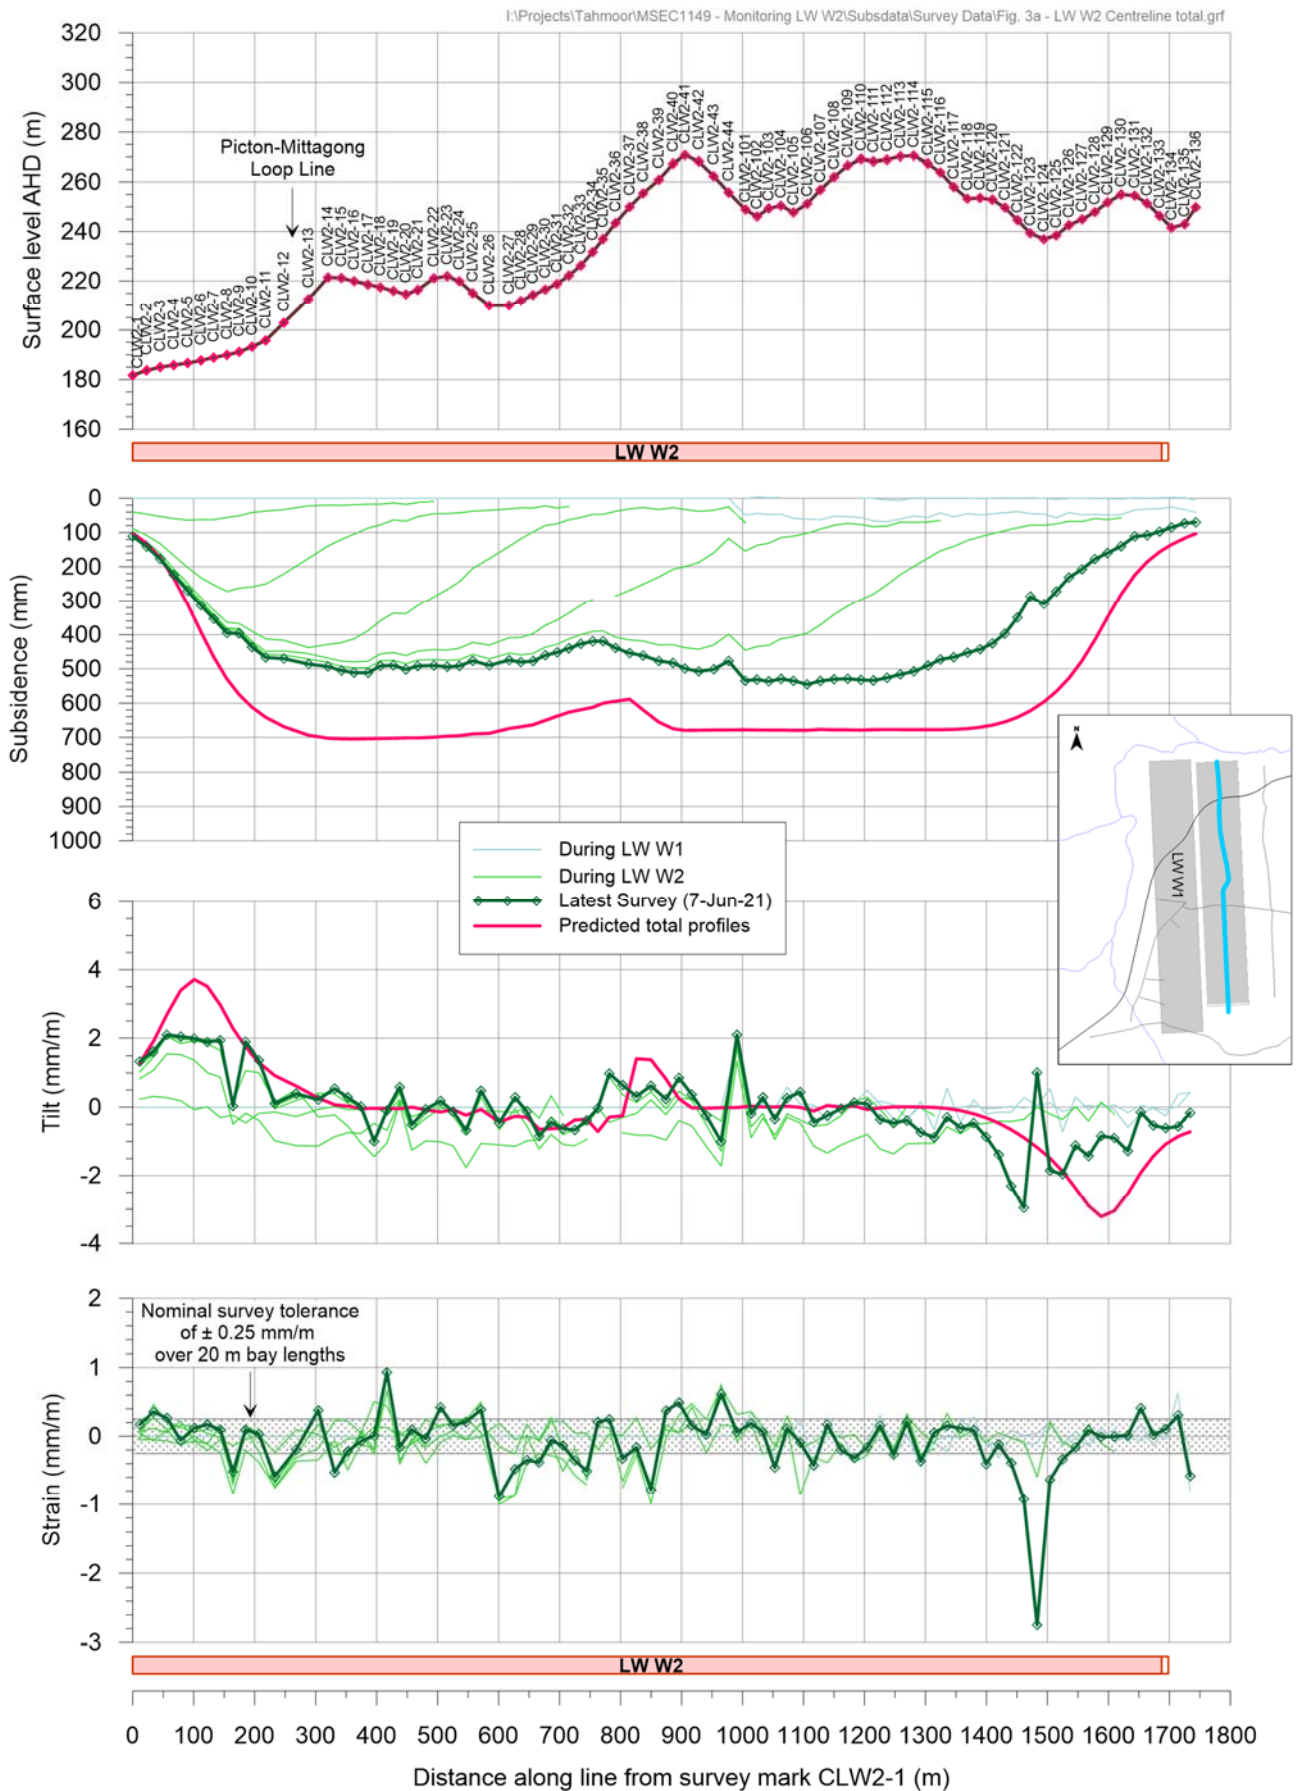 I:\Projects\Tahmoor\MSEC1149 - Monitoring LW W2\Subsdata\Survey Data\Fig. 3a - LW W2 Centreline total.grf
Surface level AHD (m)
320
300
280
260
240
220
200
180
160
Picton-Mittagong
Loop Line
CLW2-1
CLW2-2
CLW2-3
CLW2-4
CLW2-5
CLW2-6
CLW2-7
CLW2-8
CLW2-9
CLW2-10
CLW2-11
CLW2-12
CLW2-13
CLW2-14
CLW2-15
CLW2-16
CLW2-17
CLW2-18
CLW2-19
CLW2-20
CLW2-21
CLW2-22
CLW2-23
CLW2-24
CLW2-25
CLW2-26
CLW2-27
CLW2-28
CLW2-29
CLW2-30
CLW2-31
CLW2-32
CLW2-33
CLW2-34
CLW2-35
CLW2-36
CLW2-37
CLW2-38
CLW2-39
CLW2-40
CLW2-41
CLW2-42
CLW2-43
CLW2-44
CLW2-101
CLW2-102
CLW2-103
CLW2-104
CLW2-105
CLW2-106
CLW2-107
CLW2-108
CLW2-109
CLW2-110
CLW2-111
CLW2-112
CLW2-113
CLW2-114
CLW2-115
CLW2-116
CLW2-117
CLW2-118
CLW2-119
CLW2-120
CLW2-121
CLW2-122
CLW2-123
CLW2-124
CLW2-125
CLW2-126
CLW2-127
CLW2-128
CLW2-129
CLW2-130
CLW2-131
CLW2-132
CLW2-133
CLW2-134
CLW2-135
CLW2-136
LW W2
Subsidence (mm)
0
100
200
300
400
500
600
700
800
900
1000
N
LW W1
During LW W1
During LW W2
Latest Survey (7-Jun-21)
Predicted total profiles
Tilt (mm/m)
6
4
2
0
-2
-4
Strain (mm/m)
2
1
0
-1
-2
-3
Nominal survey tolerance
of ± 0.25 mm/m
over 20 m bay lengths
LW W2
0 100 200 300 400 500 600 700 800 900 1000 1100 1200 1300 1400 1500 1600 1700 1800
Distance along line from survey mark CLW2-1 (m)